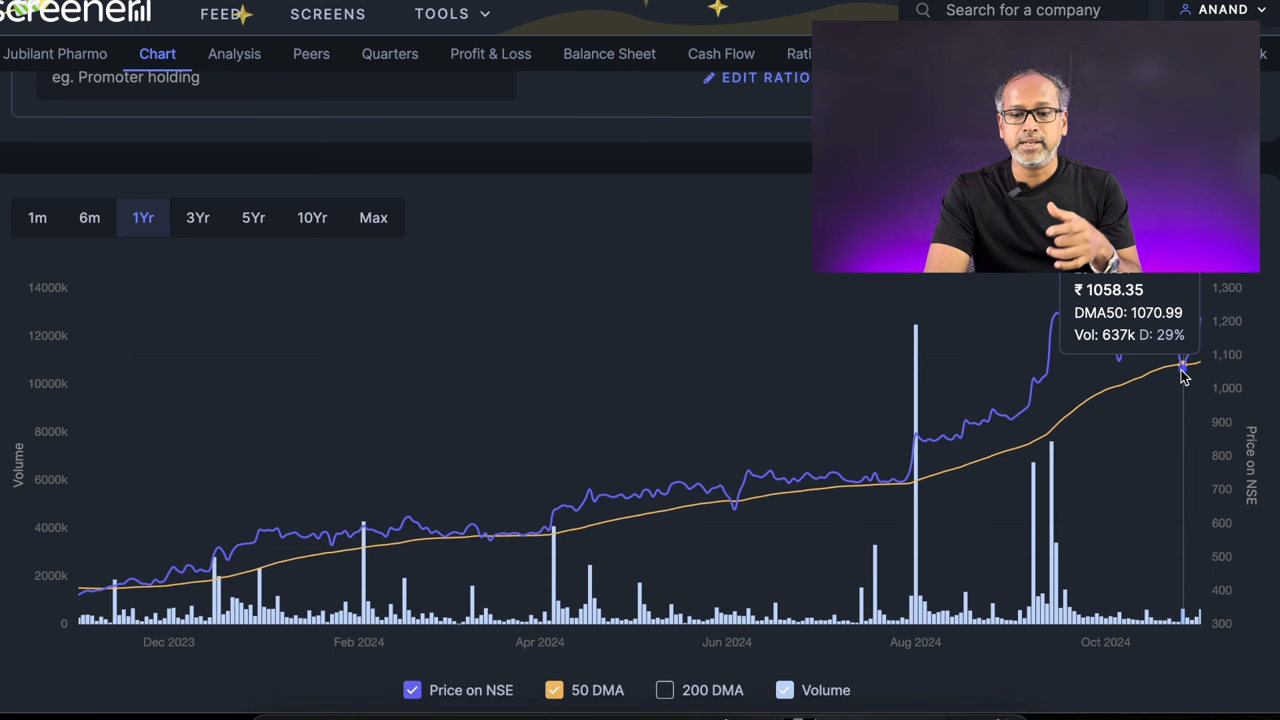 screener
FEED
SCREENS
TOOLS
Search for a company
ANAND
Jubilant Pharmo
Chart
Analysis
Peers
Quarters
Profit & Loss
Balance Sheet
Cash Flow
Rati
k
eg. Promoter holding
EDIT RATIO
1m
6m
1Yr
3Yr
5Yr
10Yr
Max
₹ 1058.35
DMA50: 1070.99
Vol: 637k D: 29%
14000k
12000k
10000k
8000k
6000k
4000k
2000k
0
Volume
1,300
1,200
1,100
1,000
900
800
700
600
500
400
300
Price on NSE
Dec 2023
Feb 2024
Apr 2024
Jun 2024
Aug 2024
Oct 2024
Price on NSE
50 DMA
200 DMA
Volume